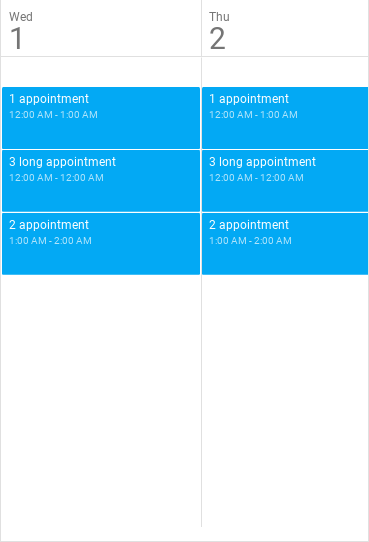 Wed
1
Thu
2
1 appointment
12:00 AM - 1:00 AM
3 long appointment
12:00 AM - 12:00 AM
2 appointment
1:00 AM - 2:00 AM
1 appointment
12:00 AM - 1:00 AM
3 long appointment
12:00 AM - 12:00 AM
2 appointment
1:00 AM - 2:00 AM